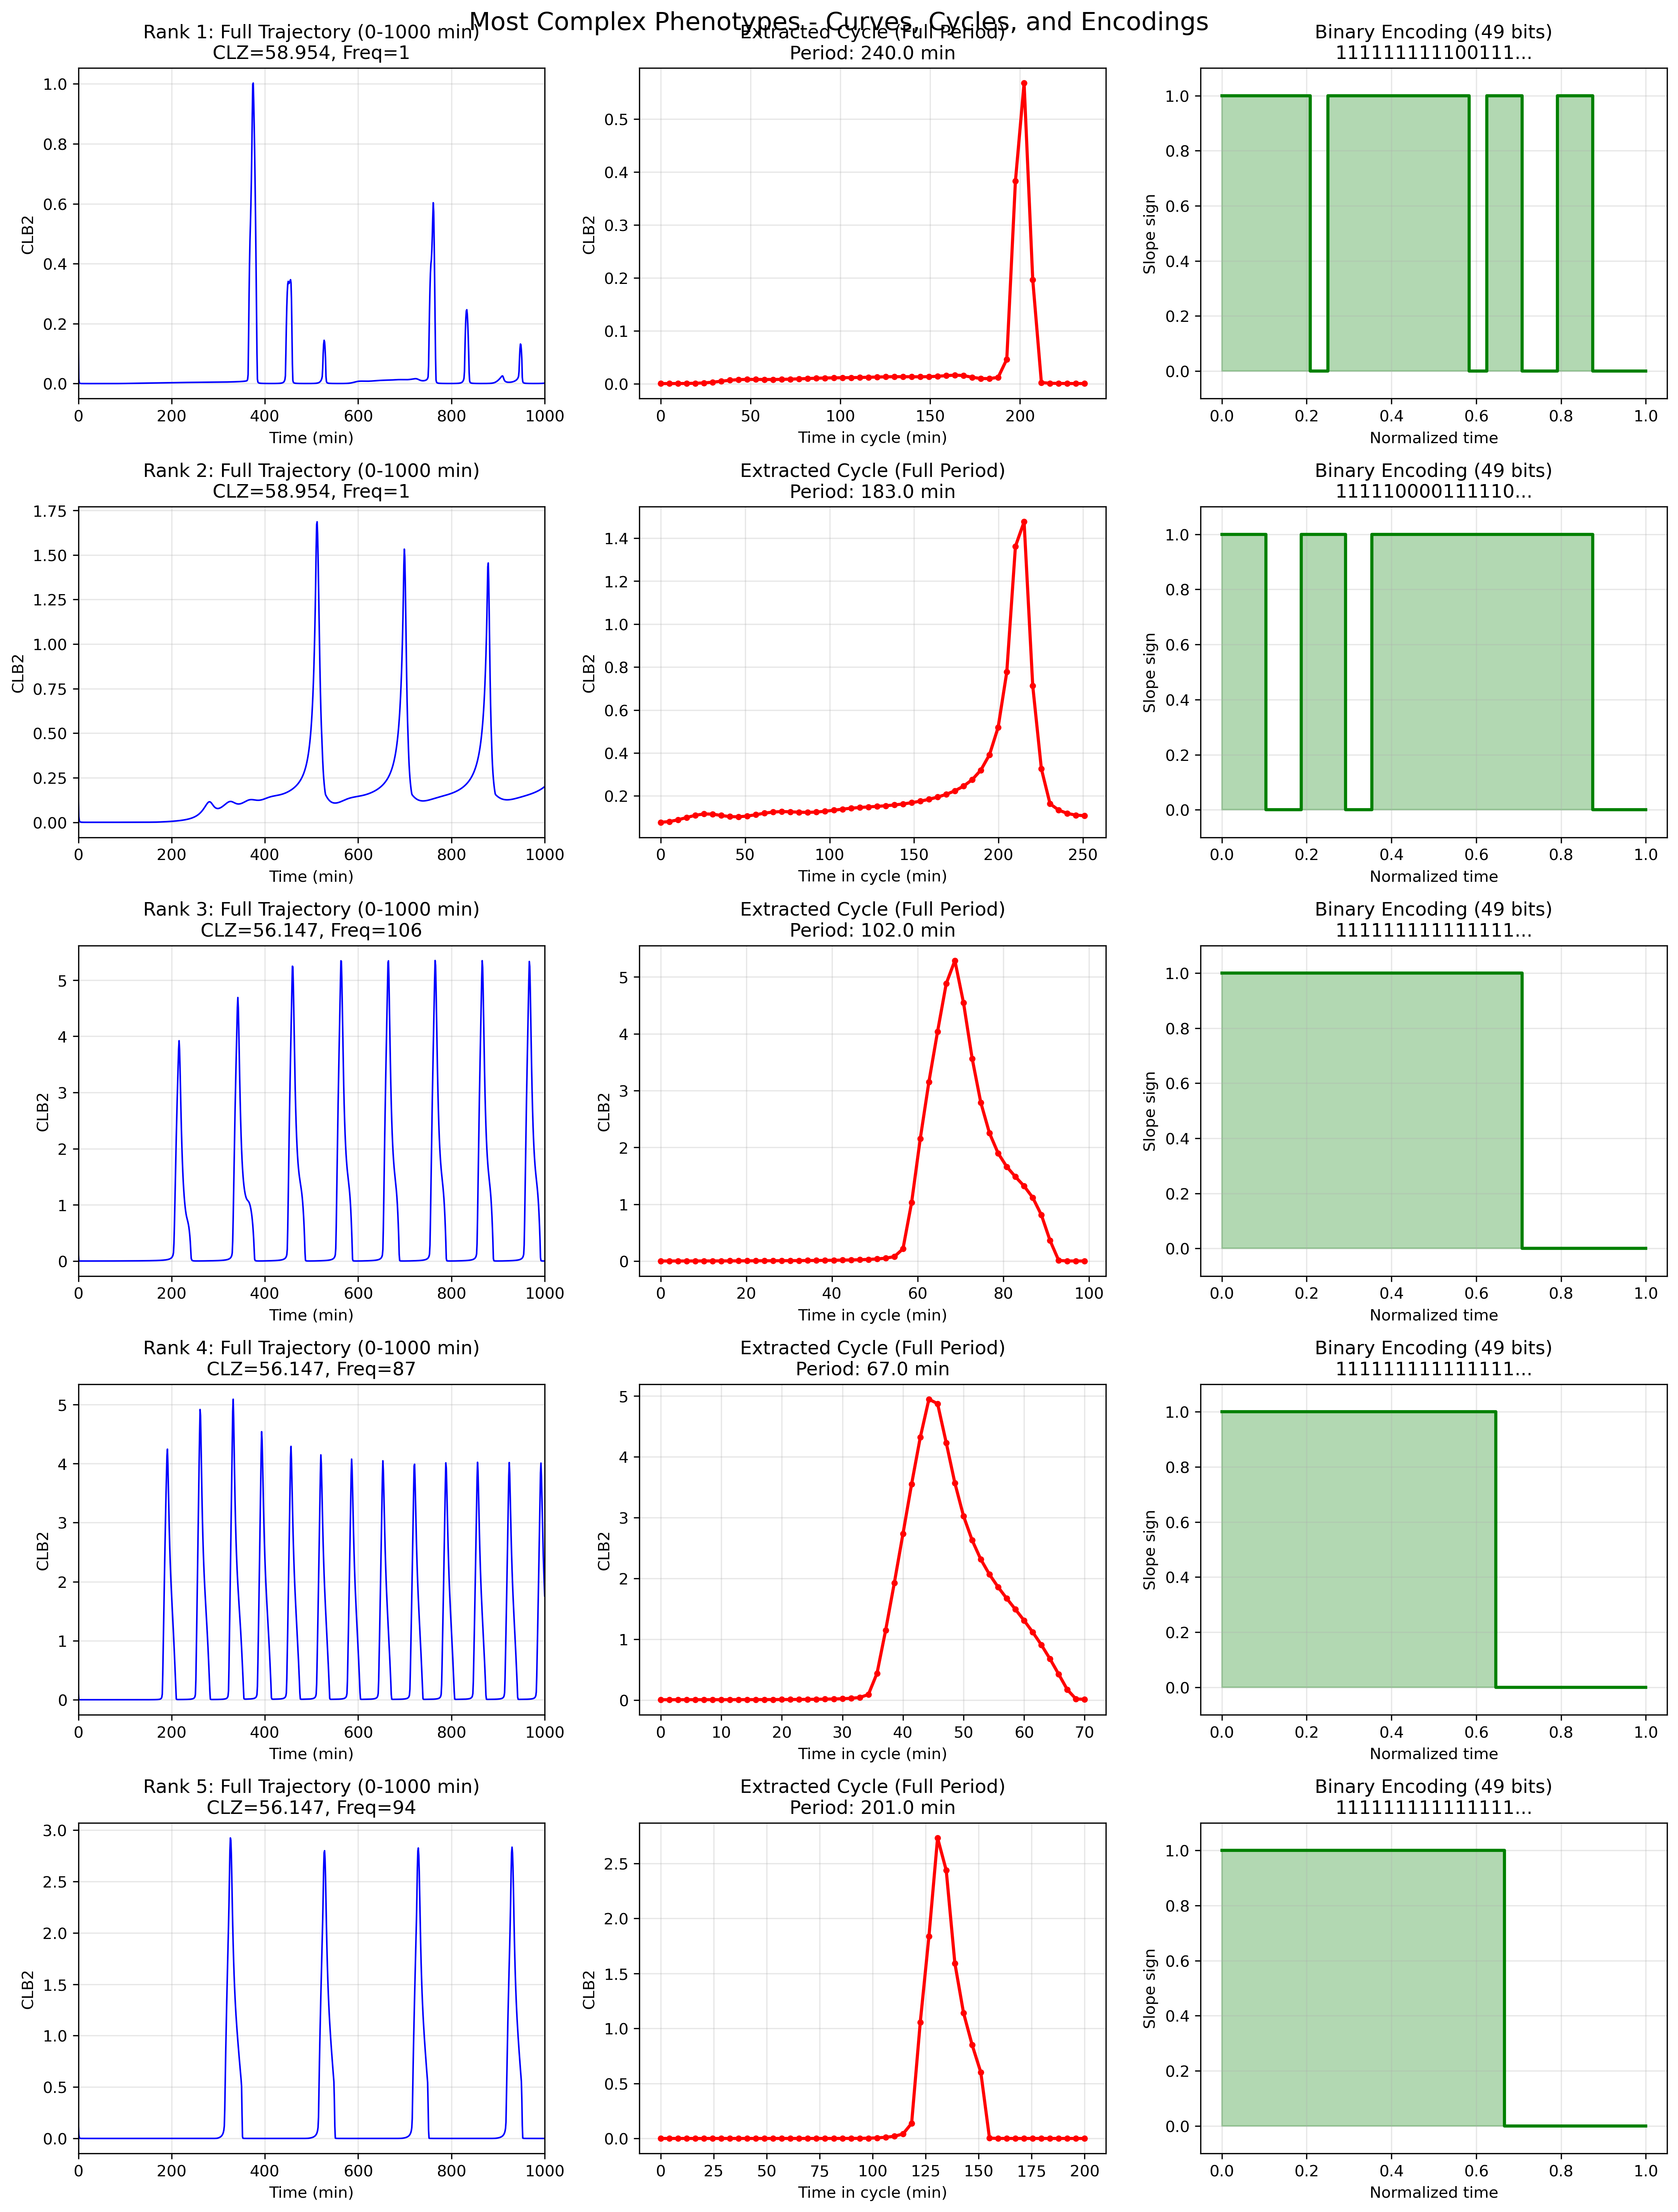 Most Complex Phenotypes - Curves, Cycles, and Encodings
Rank 1: Full Trajectory (0-1000 min)
CLZ=58.954, Freq=1
1.0
0.8
0.6
0.4
0.2
0.0
CLB2
0 200 400 600 800 1000
Time (min)
Extracted Cycle (Full Period)
Period: 240.0 min
0.5
0.4
0.3
0.2
0.1
0.0
CLB2
0 50 100 150 200
Time in cycle (min)
Binary Encoding (49 bits)
111111111100111...
1.0
0.8
0.6
0.4
0.2
0.0
Slope sign
0.0 0.2 0.4 0.6 0.8 1.0
Normalized time
Rank 2: Full Trajectory (0-1000 min)
CLZ=58.954, Freq=1
1.75
1.50
1.25
1.00
0.75
0.50
0.25
0.00
CLB2
0 200 400 600 800 1000
Time (min)
Extracted Cycle (Full Period)
Period: 183.0 min
1.4
1.2
1.0
0.8
0.6
0.4
0.2
CLB2
0 50 100 150 200 250
Time in cycle (min)
Binary Encoding (49 bits)
111110000111110...
1.0
0.8
0.6
0.4
0.2
0.0
Slope sign
0.0 0.2 0.4 0.6 0.8 1.0
Normalized time
Rank 3: Full Trajectory (0-1000 min)
CLZ=56.147, Freq=106
5
4
3
2
1
0
CLB2
0 200 400 600 800 1000
Time (min)
Extracted Cycle (Full Period)
Period: 102.0 min
5
4
3
2
1
0
CLB2
0 20 40 60 80 100
Time in cycle (min)
Binary Encoding (49 bits)
111111111111111...
1.0
0.8
0.6
0.4
0.2
0.0
Slope sign
0.0 0.2 0.4 0.6 0.8 1.0
Normalized time
Rank 4: Full Trajectory (0-1000 min)
CLZ=56.147, Freq=87
5
4
3
2
1
0
CLB2
0 200 400 600 800 1000
Time (min)
Extracted Cycle (Full Period)
Period: 67.0 min
5
4
3
2
1
0
CLB2
0 10 20 30 40 50 60 70
Time in cycle (min)
Binary Encoding (49 bits)
111111111111111...
1.0
0.8
0.6
0.4
0.2
0.0
Slope sign
0.0 0.2 0.4 0.6 0.8 1.0
Normalized time
Rank 5: Full Trajectory (0-1000 min)
CLZ=56.147, Freq=94
3.0
2.5
2.0
1.5
1.0
0.5
0.0
CLB2
0 200 400 600 800 1000
Time (min)
Extracted Cycle (Full Period)
Period: 201.0 min
2.5
2.0
1.5
1.0
0.5
0.0
CLB2
0 25 50 75 100 125 150 175 200
Time in cycle (min)
Binary Encoding (49 bits)
111111111111111...
1.0
0.8
0.6
0.4
0.2
0.0
Slope sign
0.0 0.2 0.4 0.6 0.8 1.0
Normalized time